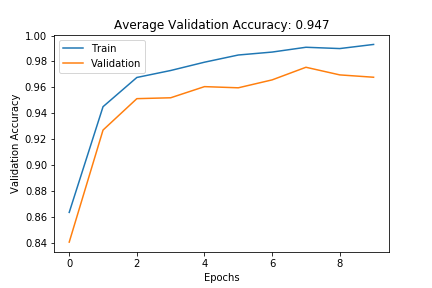 Average Validation Accuracy: 0.947
1.00
0.98
0.96
0.94
0.92
0.90
0.88
0.86
0.84
Validation Accuracy
Train
Validation
0 2 4 6 8
Epochs